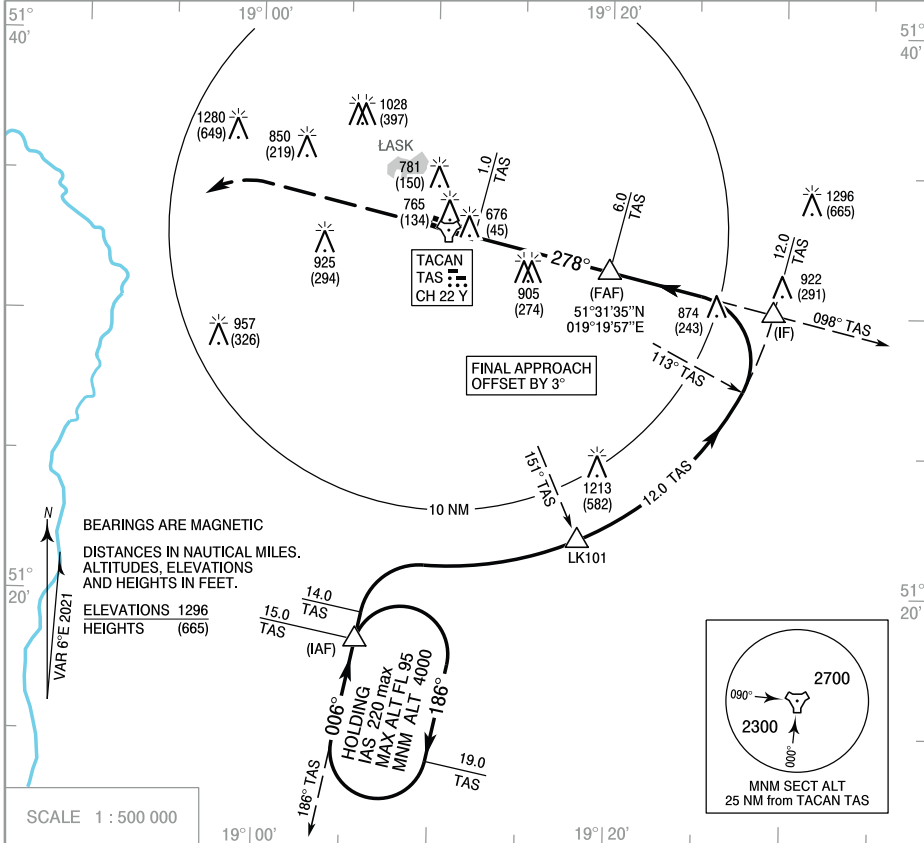 51°
40'
19° 00'
19° 20'
51°
40'
1280
(649)
850
(219)
1028
(397)
ŁASK
781
(150)
765
(134)
676
(45)
1.0
TAS
6.0
TAS
1296
(665)
12.0
TAS
922
(291)
925
(294)
TACAN
TAS
CH 22 Y
905
(274)
278°
(FAF)
51°31'35"N
019°19'57"E
874
(243)
(IF)
098° TAS
957
(326)
FINAL APPROACH
OFFSET BY 3°
113° TAS
151° TAS
1213
(582)
12.0 TAS
10 NM
LK101
N
VAR 6°E 2021
BEARINGS ARE MAGNETIC
DISTANCES IN NAUTICAL MILES.
ALTITUDES, ELEVATIONS
AND HEIGHTS IN FEET.
ELEVATIONS 1296
HEIGHTS (665)
51°
20'
51°
20'
14.0
TAS
15.0
TAS
(IAF)
006°
HOLDING
IAS 220 max
MAX ALT FL 95
MNM ALT 4000
186°
19.0
TAS
186° TAS
090°
2700
2300
000°
MNM SECT ALT
25 NM from TACAN TAS
SCALE 1 : 500 000
19° 00'
19° 20'